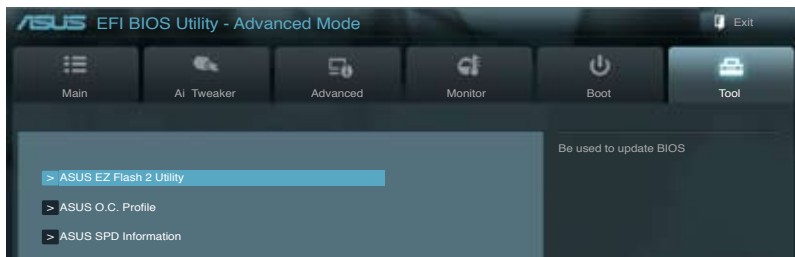 ASUS EFI BIOS Utility - Advanced Mode
Exit
Main Ai Tweaker Advanced Monitor Boot Tool
Be used to update BIOS
> ASUS EZ Flash 2 Utility
> ASUS O.C. Profile
> ASUS SPD Information